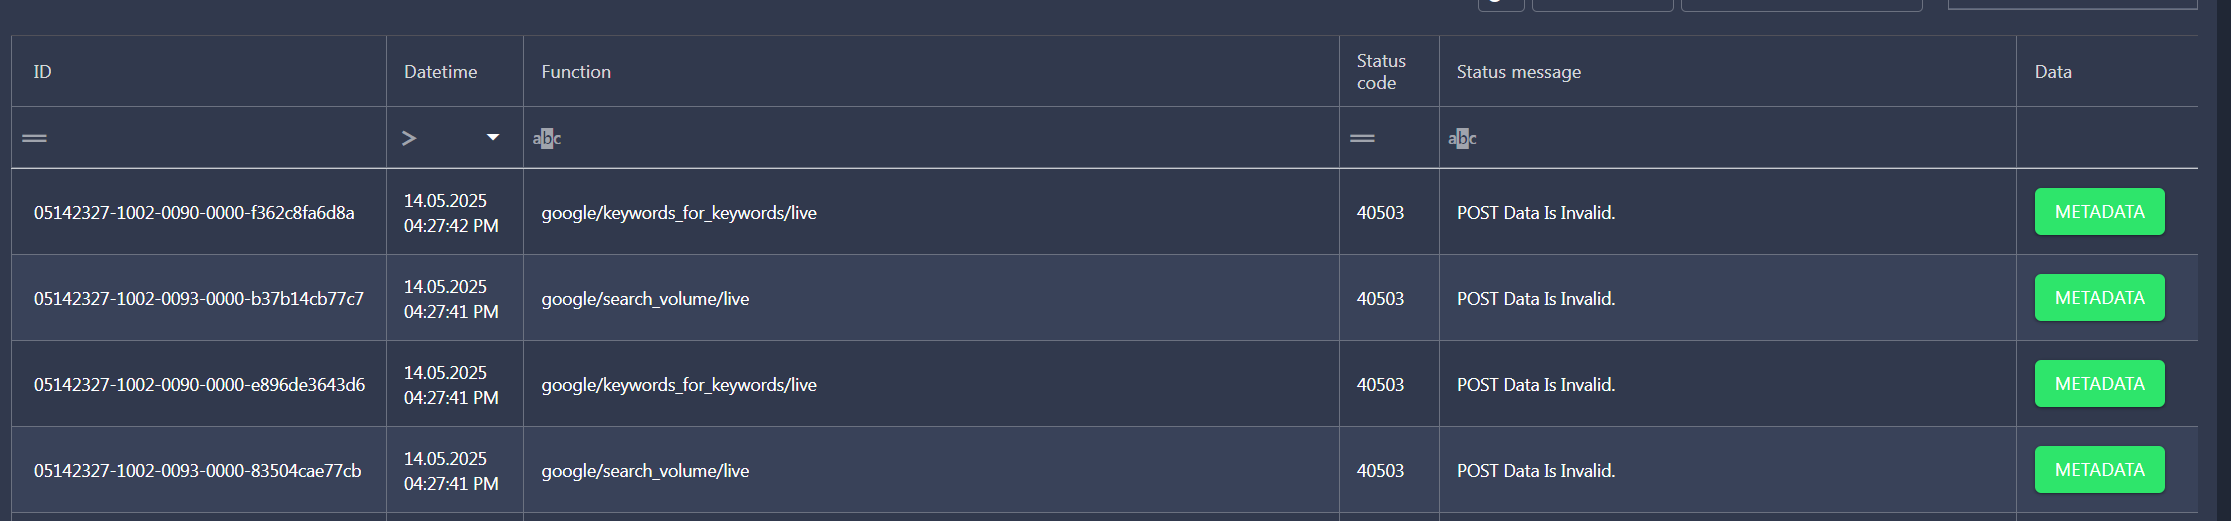 ID
Datetime
Function
Status
code
Status message
Data
abc
abc
05142327-1002-0090-0000-f362c8fa6d8a
14.05.2025
04:27:42 PM
google/keywords_for_keywords/live
40503
POST Data Is Invalid.
METADATA
05142327-1002-0093-0000-b37b14cb77c7
14.05.2025
04:27:41 PM
google/search_volume/live
40503
POST Data Is Invalid.
METADATA
05142327-1002-0090-0000-e896de3643d6
14.05.2025
04:27:41 PM
google/keywords_for_keywords/live
40503
POST Data Is Invalid.
METADATA
05142327-1002-0093-0000-83504cae77cb
14.05.2025
04:27:41 PM
google/search_volume/live
40503
POST Data Is Invalid.
METADATA